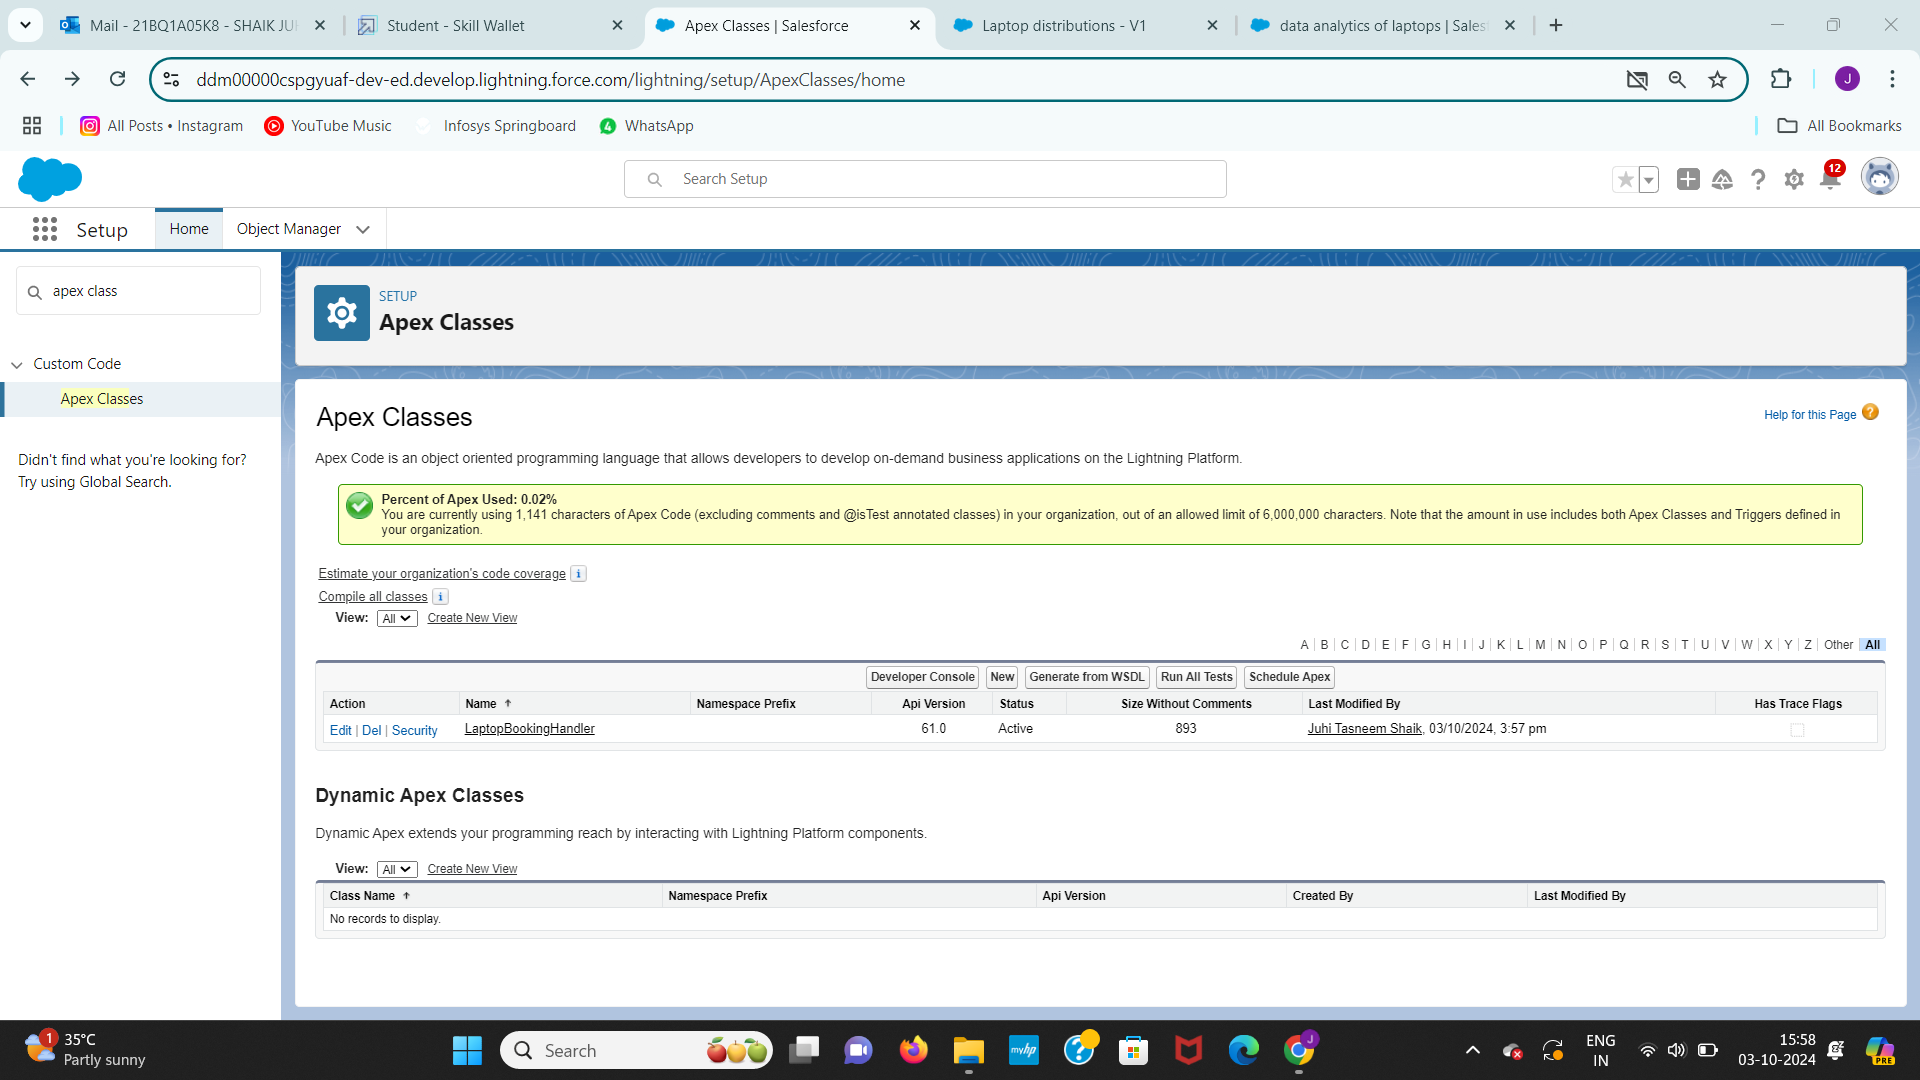 Mail - 21BQ1A05K8 - SHAIK JUH
Student - Skill Wallet
Apex Classes | Salesforce
Laptop distributions - V1
data analytics of laptops | Sales
ddm00000cspgyuaf-dev-ed.develop.lightning.force.com/lightning/setup/ApexClasses/home
J
All Posts • Instagram
YouTube Music
Infosys Springboard
WhatsApp
All Bookmarks
Search Setup
12
Setup
Home
Object Manager
apex class
Custom Code
Apex Classes
Didn't find what you're looking for?
Try using Global Search.
SETUP
Apex Classes
Apex Classes
Help for this Page ?
Apex Code is an object oriented programming language that allows developers to develop on-demand business applications on the Lightning Platform.
Percent of Apex Used: 0.02%
You are currently using 1,141 characters of Apex Code (excluding comments and @isTest annotated classes) in your organization, out of an allowed limit of 6,000,000 characters. Note that the amount in use includes both Apex Classes and Triggers defined in
your organization.
Estimate your organization's code coverage i
Compile all classes i
View: All Create New View
A | B | C | D | E | F | G | H | I | J | K | L | M | N | O | P | Q | R | S | T | U | V | W | X | Y | Z | Other All
Developer Console New Generate from WSDL Run All Tests Schedule Apex
Action Name ↑ Namespace Prefix Api Version Status Size Without Comments Last Modified By Has Trace Flags
Edit | Del | Security LaptopBookingHandler 61.0 Active 893 Juhi Tasneem Shaik, 03/10/2024, 3:57 pm
Dynamic Apex Classes
Dynamic Apex extends your programming reach by interacting with Lightning Platform components.
View: All Create New View
Class Name ↑ Namespace Prefix Api Version Created By Last Modified By
No records to display.
1
35°C
Partly sunny
Search
myhp
J
ENG
IN
15:58
03-10-2024
PRE